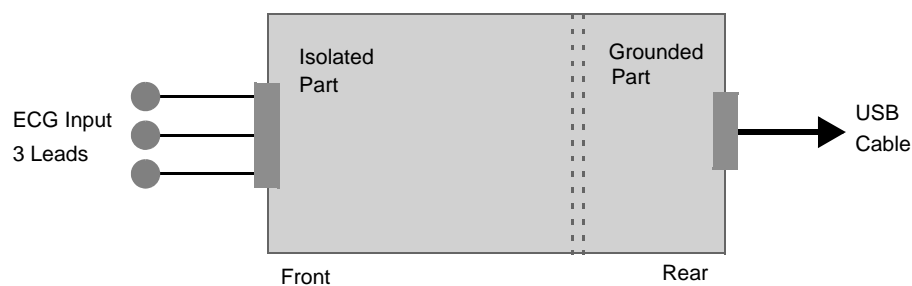 Isolated
Part
Grounded
Part
ECG Input
3 Leads
USB
Cable
Front
Rear